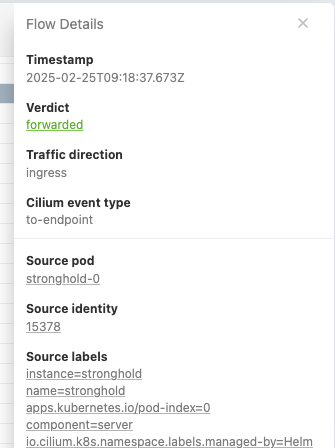 Flow Details
Timestamp
2025-02-25T09:18:37.673Z
Verdict
forwarded
Traffic direction
ingress
Cilium event type
to-endpoint
Source pod
stronghold-0
Source identity
15378
Source labels
instance=stronghold
name=stronghold
apps.kubernetes.io/pod-index=0
component=server
io.cilium.k8s.namespace.labels.managed-by=Helm